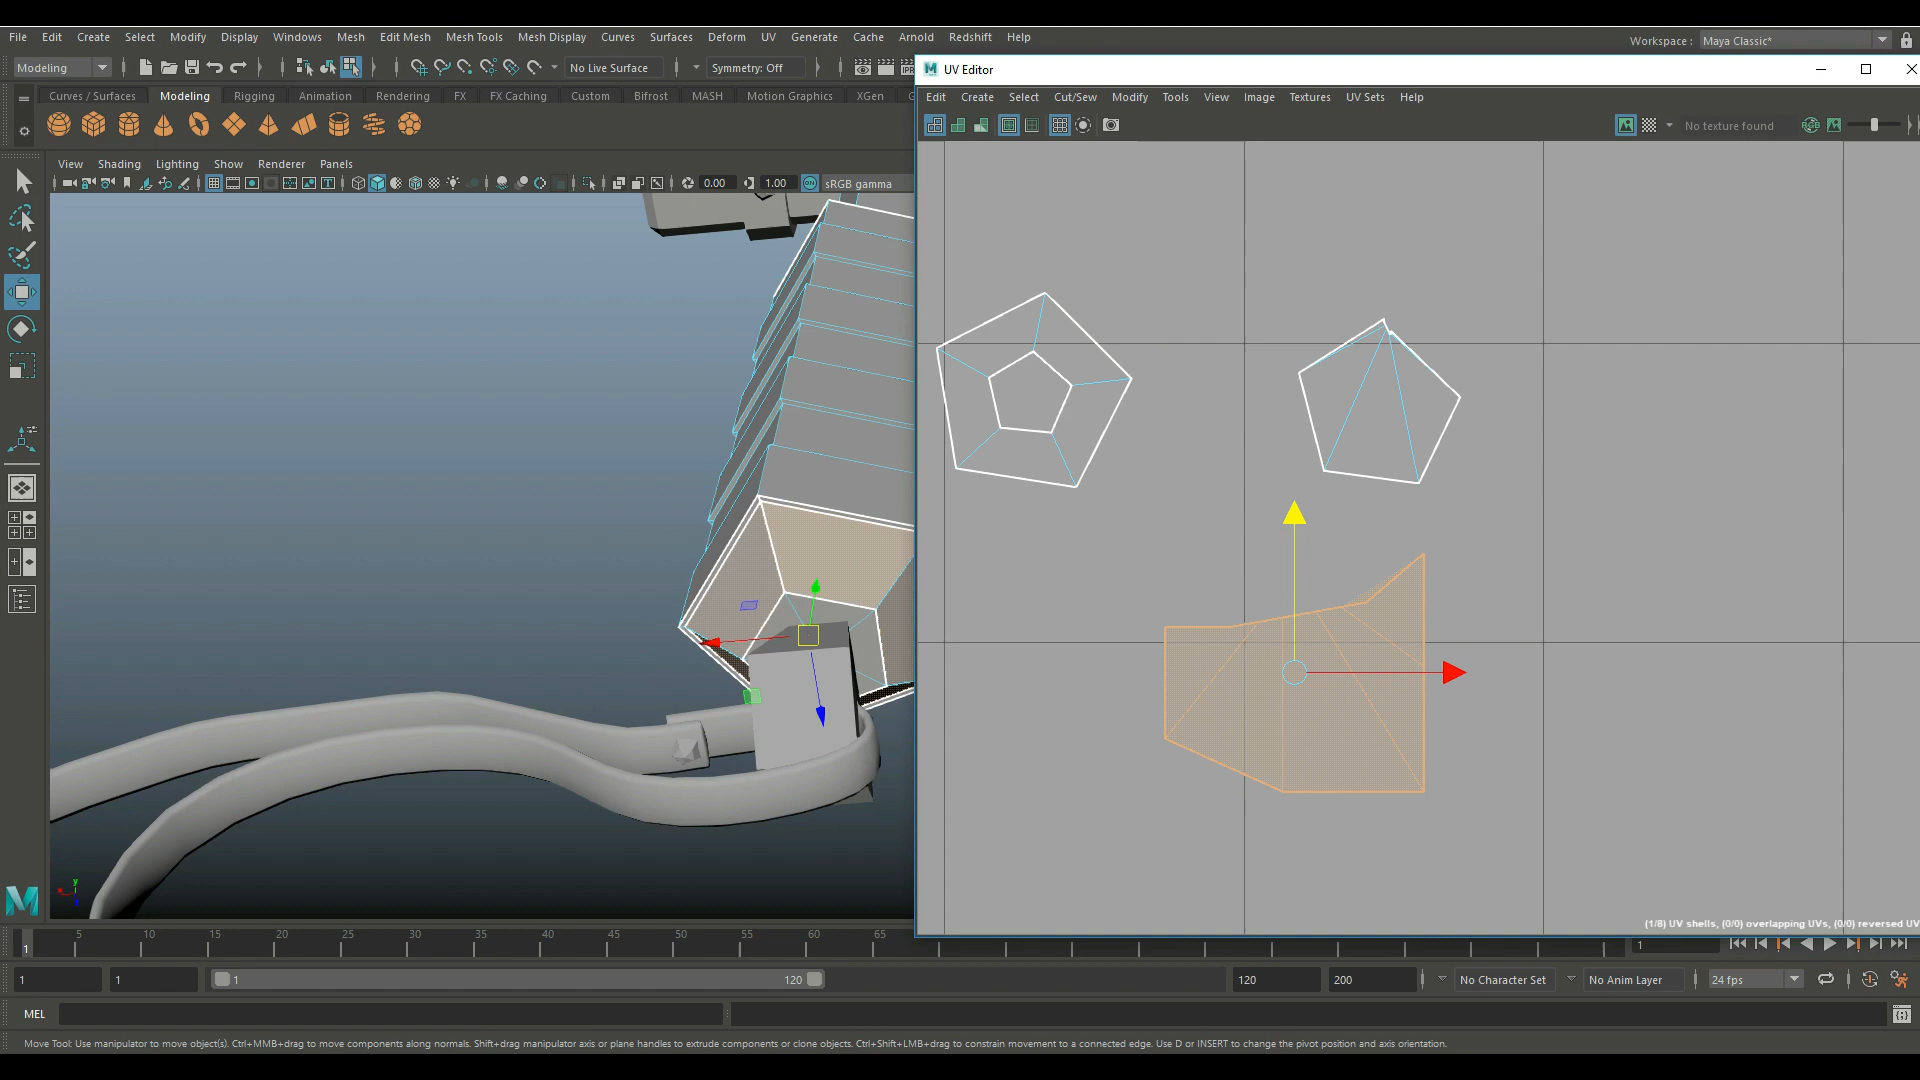 File Edit Create Select Modify Display Windows Mesh Edit Mesh Mesh Tools Mesh Display Curves Surfaces Deform UV Generate Cache Arnold Redshift Help
Workspace : Maya Classic*
Modeling No Live Surface Symmetry: Off
UV Editor
Curves / Surfaces Modeling Rigging Animation Rendering FX FX Caching Custom Bifrost MASH Motion Graphics XGen
Edit Create Select Cut/Sew Modify Tools View Image Textures UV Sets Help
No texture found
View Shading Lighting Show Renderer Panels
0.00 1.00 sRGB gamma
(1/8) UV shells, (0/0) overlapping UVs, (0/0) reversed UV
5 10 15 20 25 30 35 40 45 50 55 60 65
1 1
1 1 1 120 120 200 No Character Set No Anim Layer 24 fps
MEL
Move Tool: Use manipulator to move object(s). Ctrl+MMB+drag to move components along normals. Shift+drag manipulator axis or plane handles to extrude components or clone objects. Ctrl+Shift+LMB+drag to constrain movement to a connected edge. Use D or INSERT to change the pivot position and axis orientation.